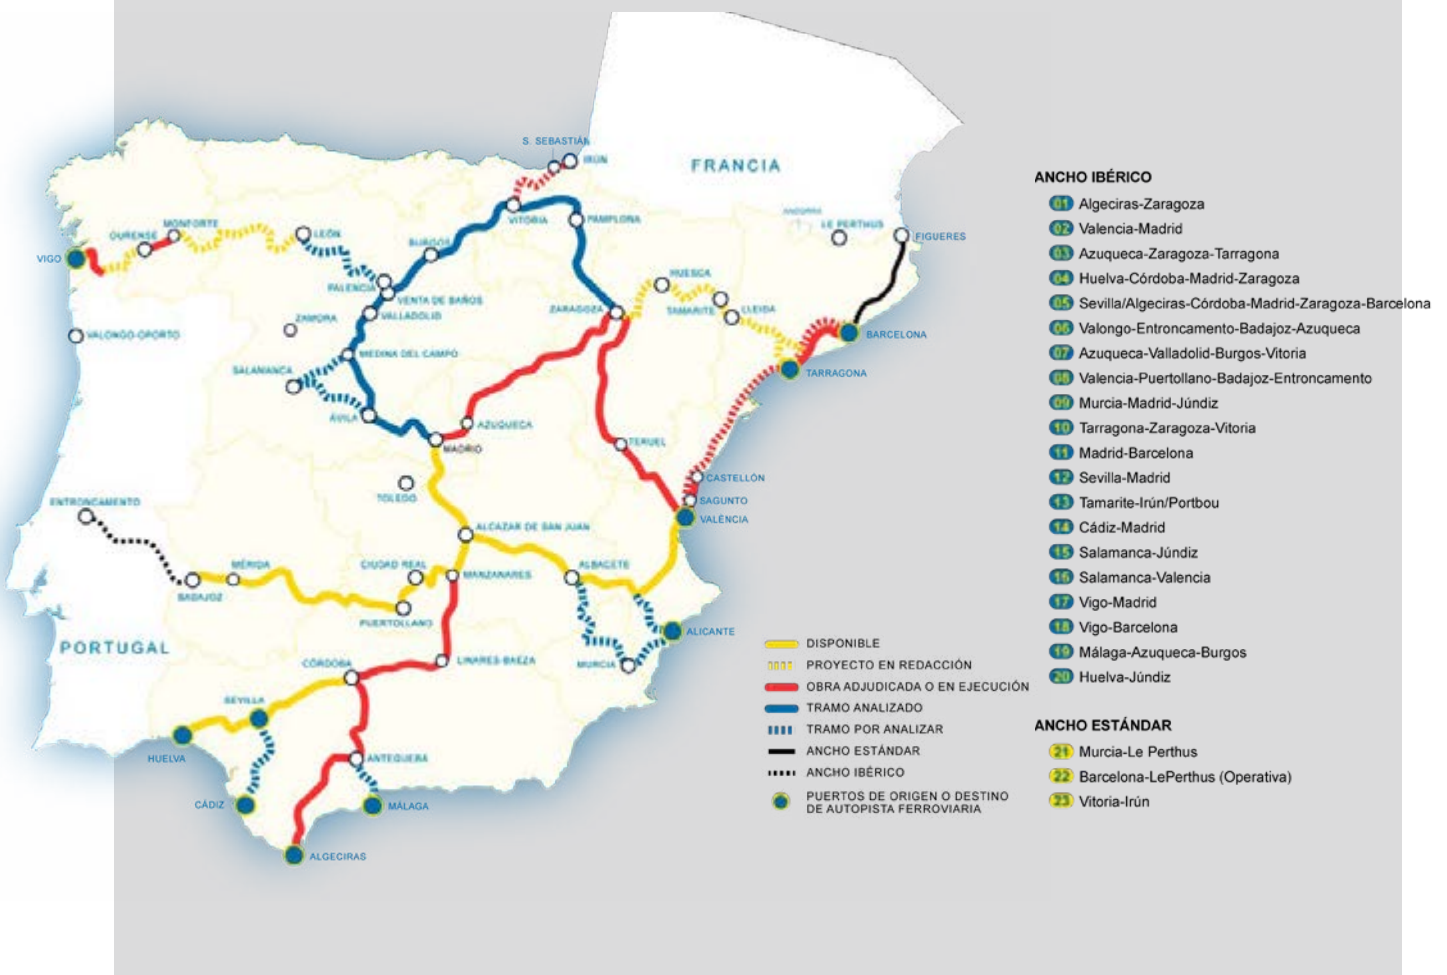 S. SEBASTIÁN
IRÚN
FRANCIA
VITORIA
PAMPLONA
ANDORRA
LE PERTHUS
FIGUERES
MONFORTE
OURENSE
LEÓN
BURGOS
VIGO
PALENCIA
VENTA DE BAÑOS
VALLADOLID
HUESCA
ZARAGOZA
TAMARITE
LLEIDA
ZAMORA
VALONGO-OPORTO
BARCELONA
MEDINA DEL CAMPO
SALAMANCA
TARRAGONA
ÁVILA
AZUQUECA
MADRID
TERUEL
CASTELLÓN
TOLEDO
SAGUNTO
ENTRONCAMENTO
VALÈNCIA
ALCAZAR DE SAN JUAN
MÉRIDA
CIUDAD REAL
MANZANARES
ALBACETE
BADAJOZ
PUERTOLLANO
ALICANTE
PORTUGAL
CÓRDOBA
LINARES-BAEZA
MURCIA
SEVILLA
HUELVA
ANTEQUERA
CÁDIZ
MÁLAGA
ALGECIRAS
DISPONIBLE
PROYECTO EN REDACCIÓN
OBRA ADJUDICADA O EN EJECUCIÓN
TRAMO ANALIZADO
TRAMO POR ANALIZAR
ANCHO ESTÁNDAR
ANCHO IBÉRICO
PUERTOS DE ORIGEN O DESTINO
DE AUTOPISTA FERROVIARIA
ANCHO IBÉRICO
01 Algeciras-Zaragoza
02 Valencia-Madrid
03 Azuqueca-Zaragoza-Tarragona
04 Huelva-Córdoba-Madrid-Zaragoza
05 Sevilla/Algeciras-Córdoba-Madrid-Zaragoza-Barcelona
06 Valongo-Entroncamento-Badajoz-Azuqueca
07 Azuqueca-Valladolid-Burgos-Vitoria
08 Valencia-Puertollano-Badajoz-Entroncamento
09 Murcia-Madrid-Júndiz
10 Tarragona-Zaragoza-Vitoria
11 Madrid-Barcelona
12 Sevilla-Madrid
13 Tamarite-Irún/Portbou
14 Cádiz-Madrid
15 Salamanca-Júndiz
16 Salamanca-Valencia
17 Vigo-Madrid
18 Vigo-Barcelona
19 Málaga-Azuqueca-Burgos
20 Huelva-Júndiz
ANCHO ESTÁNDAR
21 Murcia-Le Perthus
22 Barcelona-LePerthus (Operativa)
23 Vitoria-Irún